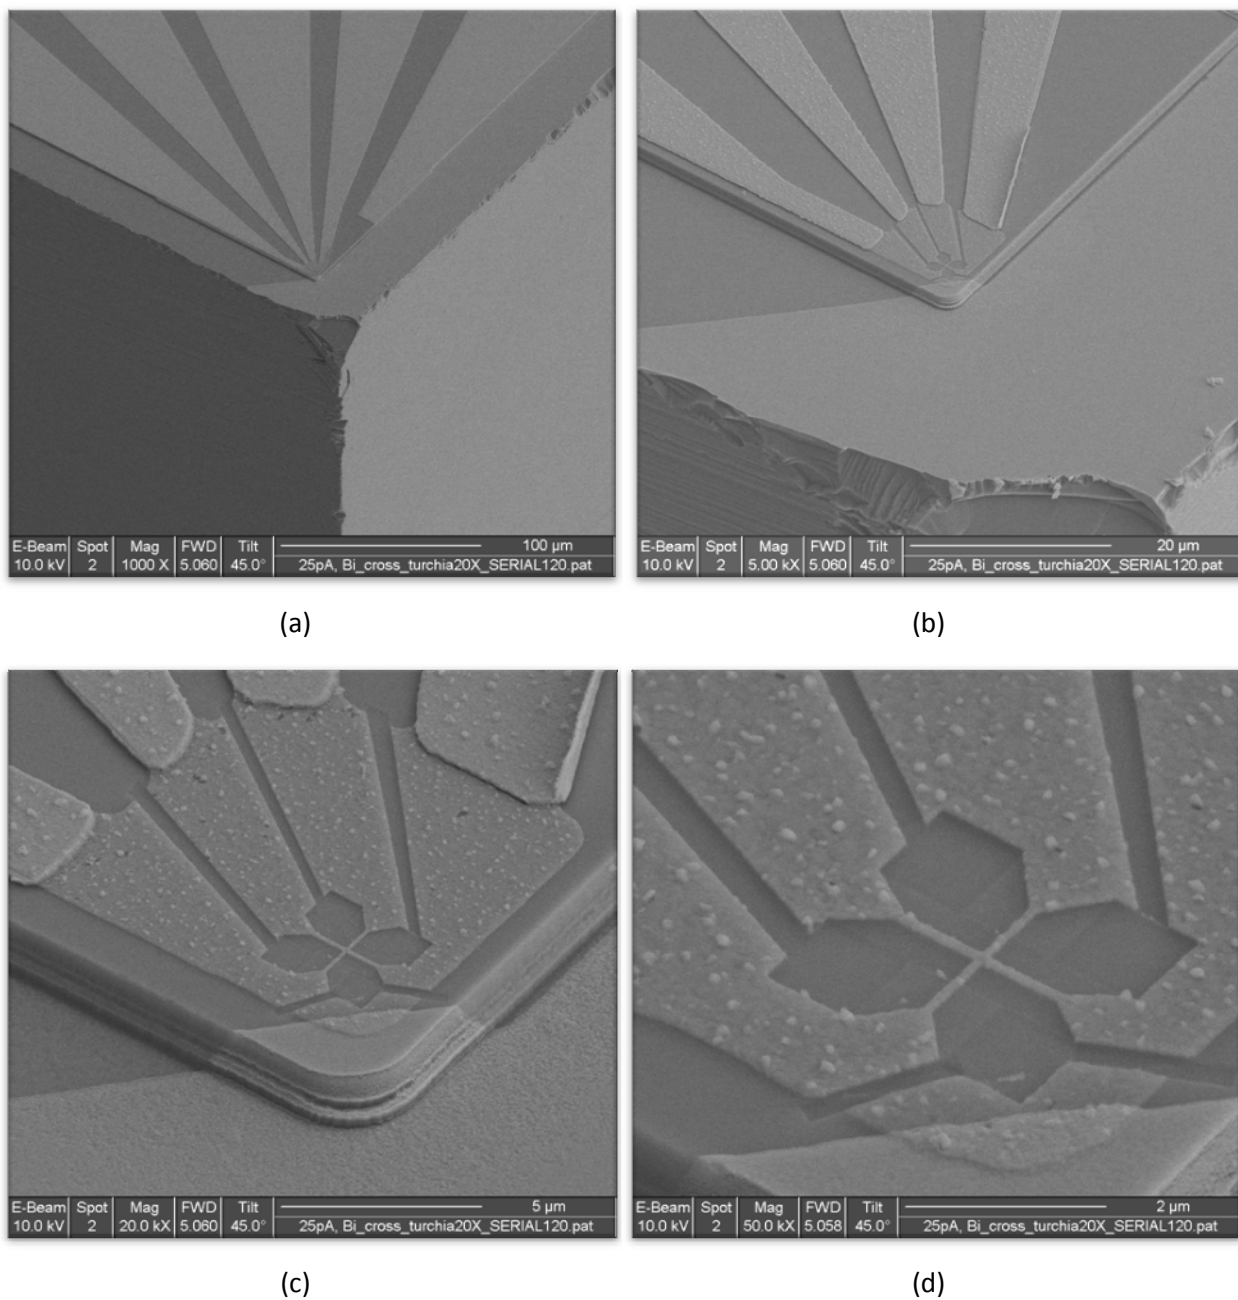 E-Beam Spot Mag FWD Tilt 100 µm
10.0 kV 2 1000 X 5.060 45.0° 25pA, Bi_cross_turchia20X_SERIAL120.pat
(a)
E-Beam Spot Mag FWD Tilt 20 µm
10.0 kV 2 5.00 kX 5.060 45.0° 25pA, Bi_cross_turchia20X_SERIAL120.pat
(b)
E-Beam Spot Mag FWD Tilt 5 µm
10.0 kV 2 20.0 kX 5.060 45.0° 25pA, Bi_cross_turchia20X_SERIAL120.pat
(c)
E-Beam Spot Mag FWD Tilt 2 µm
10.0 kV 2 50.0 kX 5.058 45.0° 25pA, Bi_cross_turchia20X_SERIAL120.pat
(d)